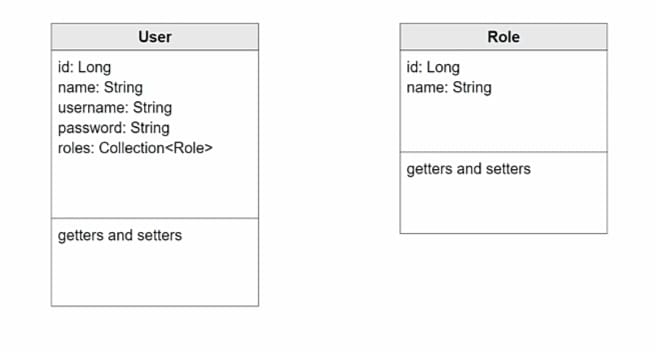 User
id: Long
name: String
username: String
password: String
roles: Collection<Role>
getters and setters
Role
id: Long
name: String
getters and setters